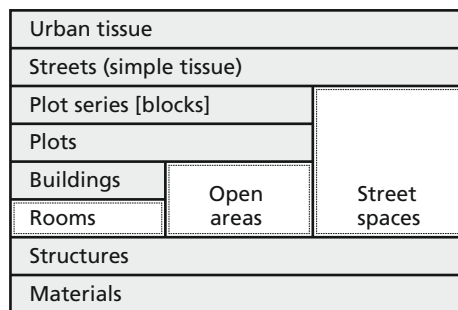 Urban tissue
Streets (simple tissue)
Plot series [blocks]
Plots
Buildings
Rooms
Open
areas
Street
spaces
Structures
Materials